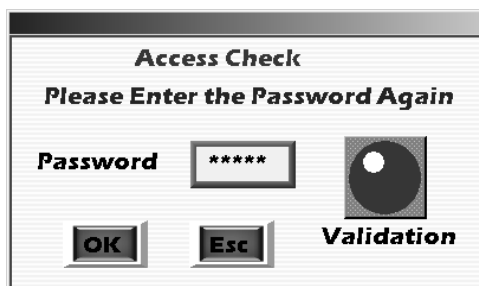 Access Check
Please Enter the Password Again
Password *****
OK Esc Validation